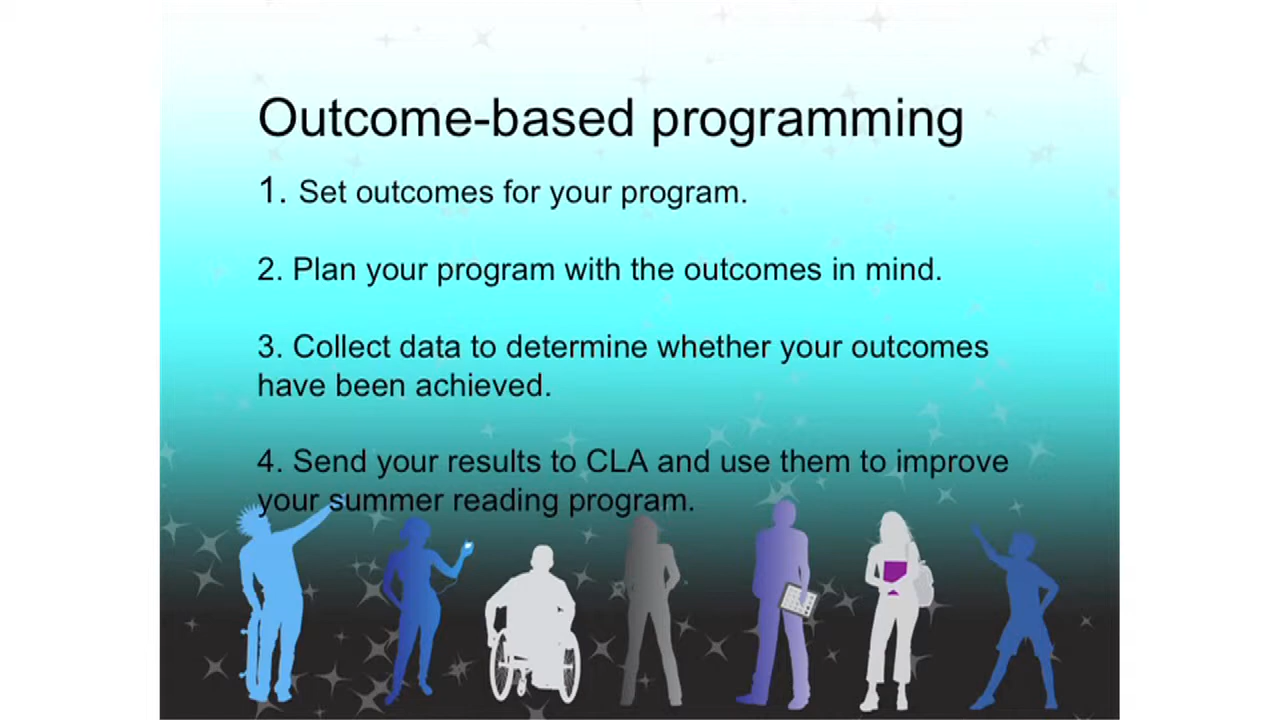 Outcome-based programming
1. Set outcomes for your program.
2. Plan your program with the outcomes in mind.
3. Collect data to determine whether your outcomes
have been achieved.
4. Send your results to CLA and use them to improve
your summer reading program.